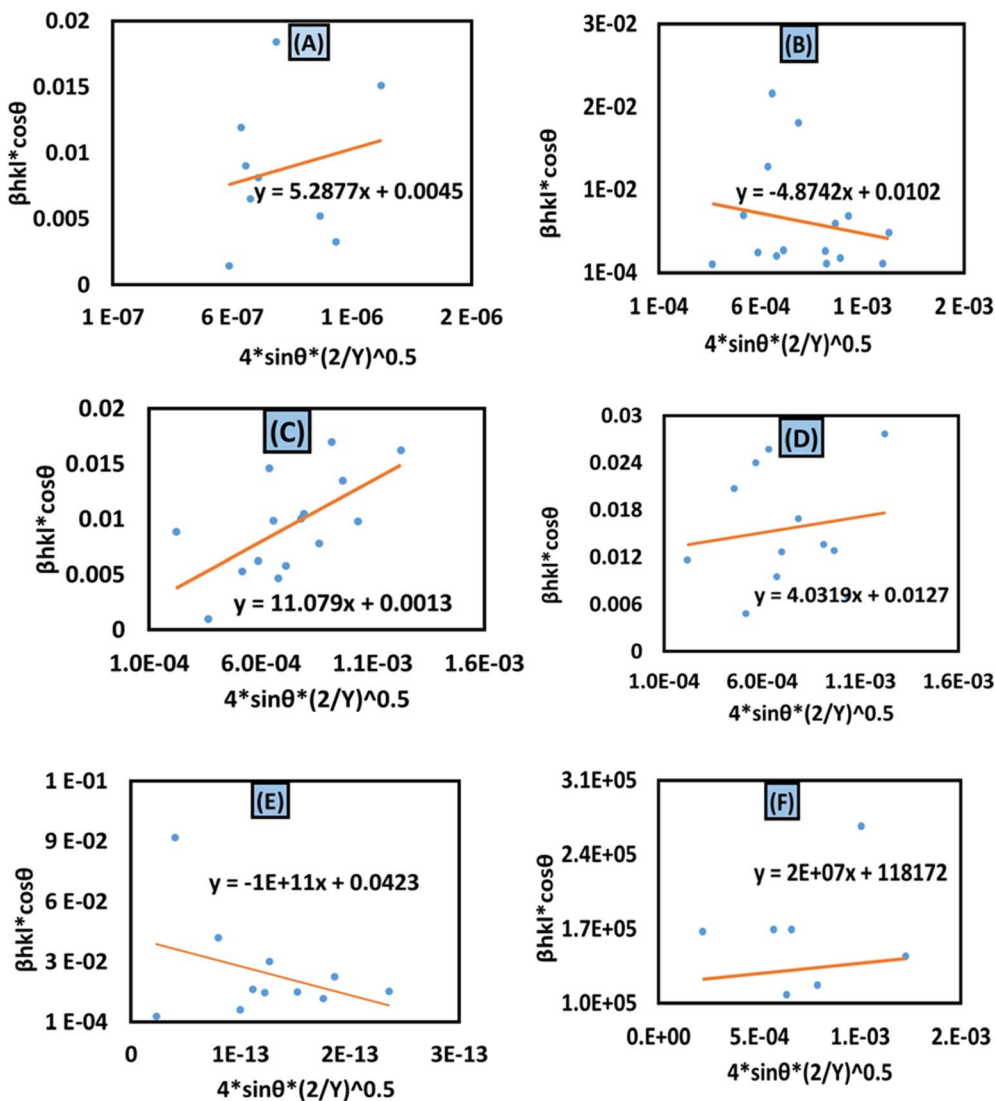 (A)
0.02
0.015
0.01
0.005
0
βhkl*cosθ
y = 5.2877x + 0.0045
1 E-07
6 E-07
1 E-06
2 E-06
4*sinθ*(2/Y)^0.5
(B)
3E-02
2E-02
1E-02
1E-04
βhkl*cosθ
y = -4.8742x + 0.0102
1 E-04
6 E-04
1 E-03
2 E-03
4*sinθ*(2/Y)^0.5
(C)
0.02
0.015
0.01
0.005
0
βhkl*cosθ
y = 11.079x + 0.0013
1.0E-04
6.0E-04
1.1E-03
1.6E-03
4*sinθ*(2/Y)^0.5
(D)
0.03
0.024
0.018
0.012
0.006
0
βhkl*cosθ
y = 4.0319x + 0.0127
1.0E-04
6.0E-04
1.1E-03
1.6E-03
4*sinθ*(2/Y)^0.5
(E)
1 E-01
9 E-02
6 E-02
3 E-02
1 E-04
βhkl*cosθ
y = -1E+11x + 0.0423
0
1E-13
2E-13
3E-13
4*sinθ*(2/Y)^0.5
(F)
3.1E+05
2.4E+05
1.7E+05
1.0E+05
βhkl*cosθ
y = 2E+07x + 118172
0.E+00
5.E-04
1.E-03
2.E-03
4*sinθ*(2/Y)^0.5